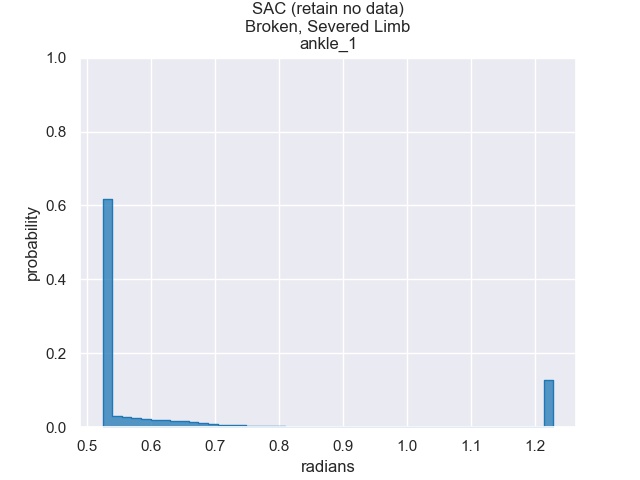 SAC (retain no data)
Broken, Severed Limb
ankle_1
1.0
0.8
0.6
0.4
0.2
0.0
probability
0.5 0.6 0.7 0.8 0.9 1.0 1.1 1.2
radians